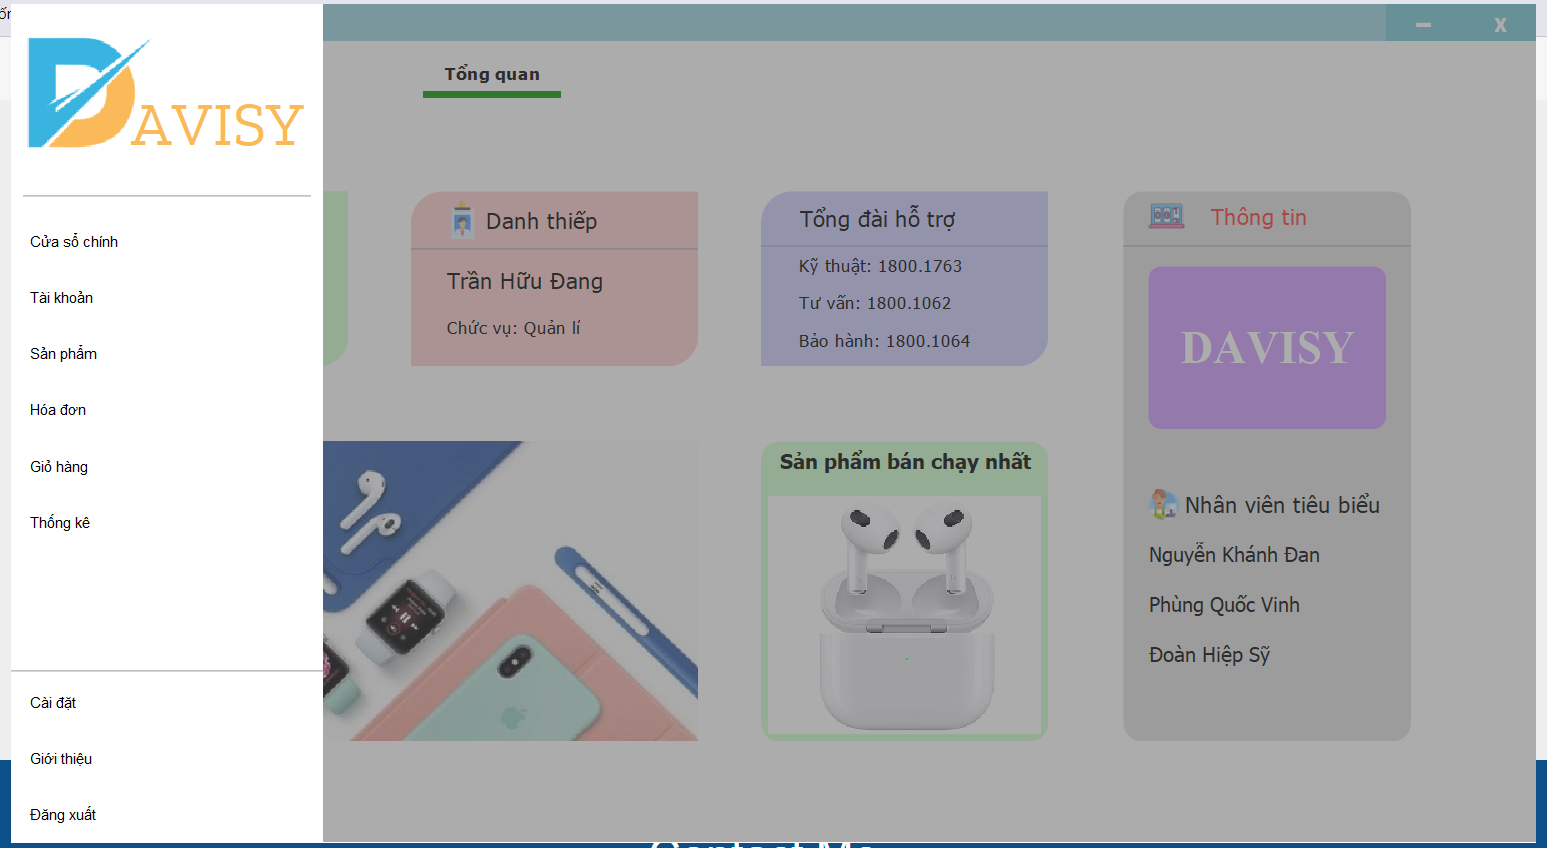 DAVISY
Cửa sổ chính
Tài khoản
Sản phẩm
Hóa đơn
Giỏ hàng
Thống kê
Cài đặt
Giới thiệu
Đăng xuất
X
Tổng quan
Danh thiếp
Trần Hữu Đang
Chức vụ: Quản lí
Tổng đài hỗ trợ
Kỹ thuật: 1800.1763
Tư vấn: 1800.1062
Bảo hành: 1800.1064
Thông tin
DAVISY
Sản phẩm bán chạy nhất
Nhân viên tiêu biểu
Nguyễn Khánh Đan
Phùng Quốc Vinh
Đoàn Hiệp Sỹ
Contact Me